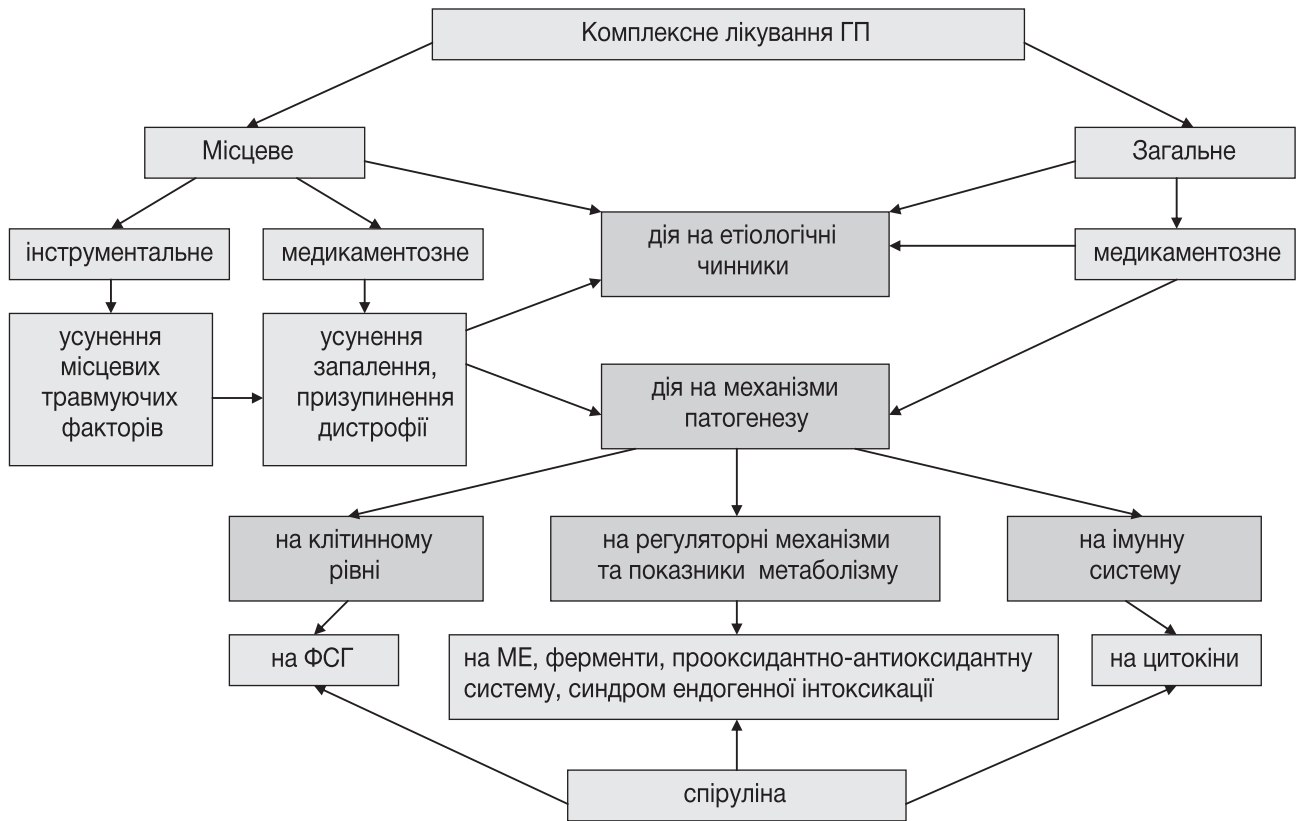 Комплексне лікування ГП
Місцеве
Загальне
інструментальне
медикаментозне
дія на етіологічні
чинники
медикаментозне
усунення
місцевих
травмуючих
факторів
усунення
запалення,
призупинення
дистрофії
дія на механізми
патогенезу
на клітинному
рівні
на регуляторні механізми
та показники метаболізму
на імунну
систему
на ФСГ
на МЕ, ферменти, прооксидантно-антиоксидантну
систему, синдром ендогенної інтоксикації
на цитокіни
спіруліна